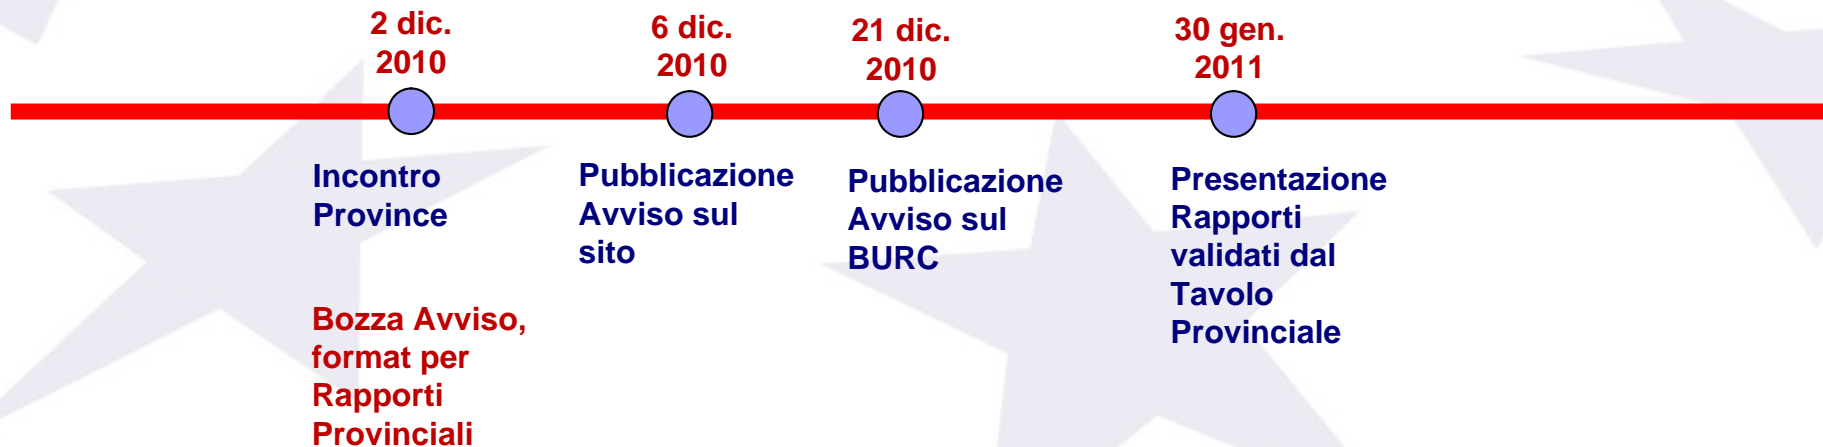 2 dic.
2010
6 dic.
2010
21 dic.
2010
30 gen.
2011
Incontro
Province
Bozza Avviso,
format per
Rapporti
Provinciali
Pubblicazione
Avviso sul
sito
Pubblicazione
Avviso sul
BURC
Presentazione
Rapporti
validati dal
Tavolo
Provinciale